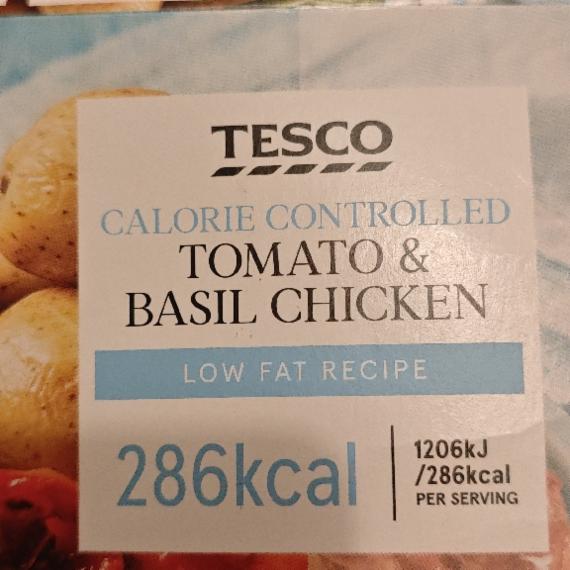 TESCO
CALORIE CONTROLLED
TOMATO &
BASIL CHICKEN
LOW FAT RECIPE
286kcal
1206kJ
/286kcal
PER SERVING